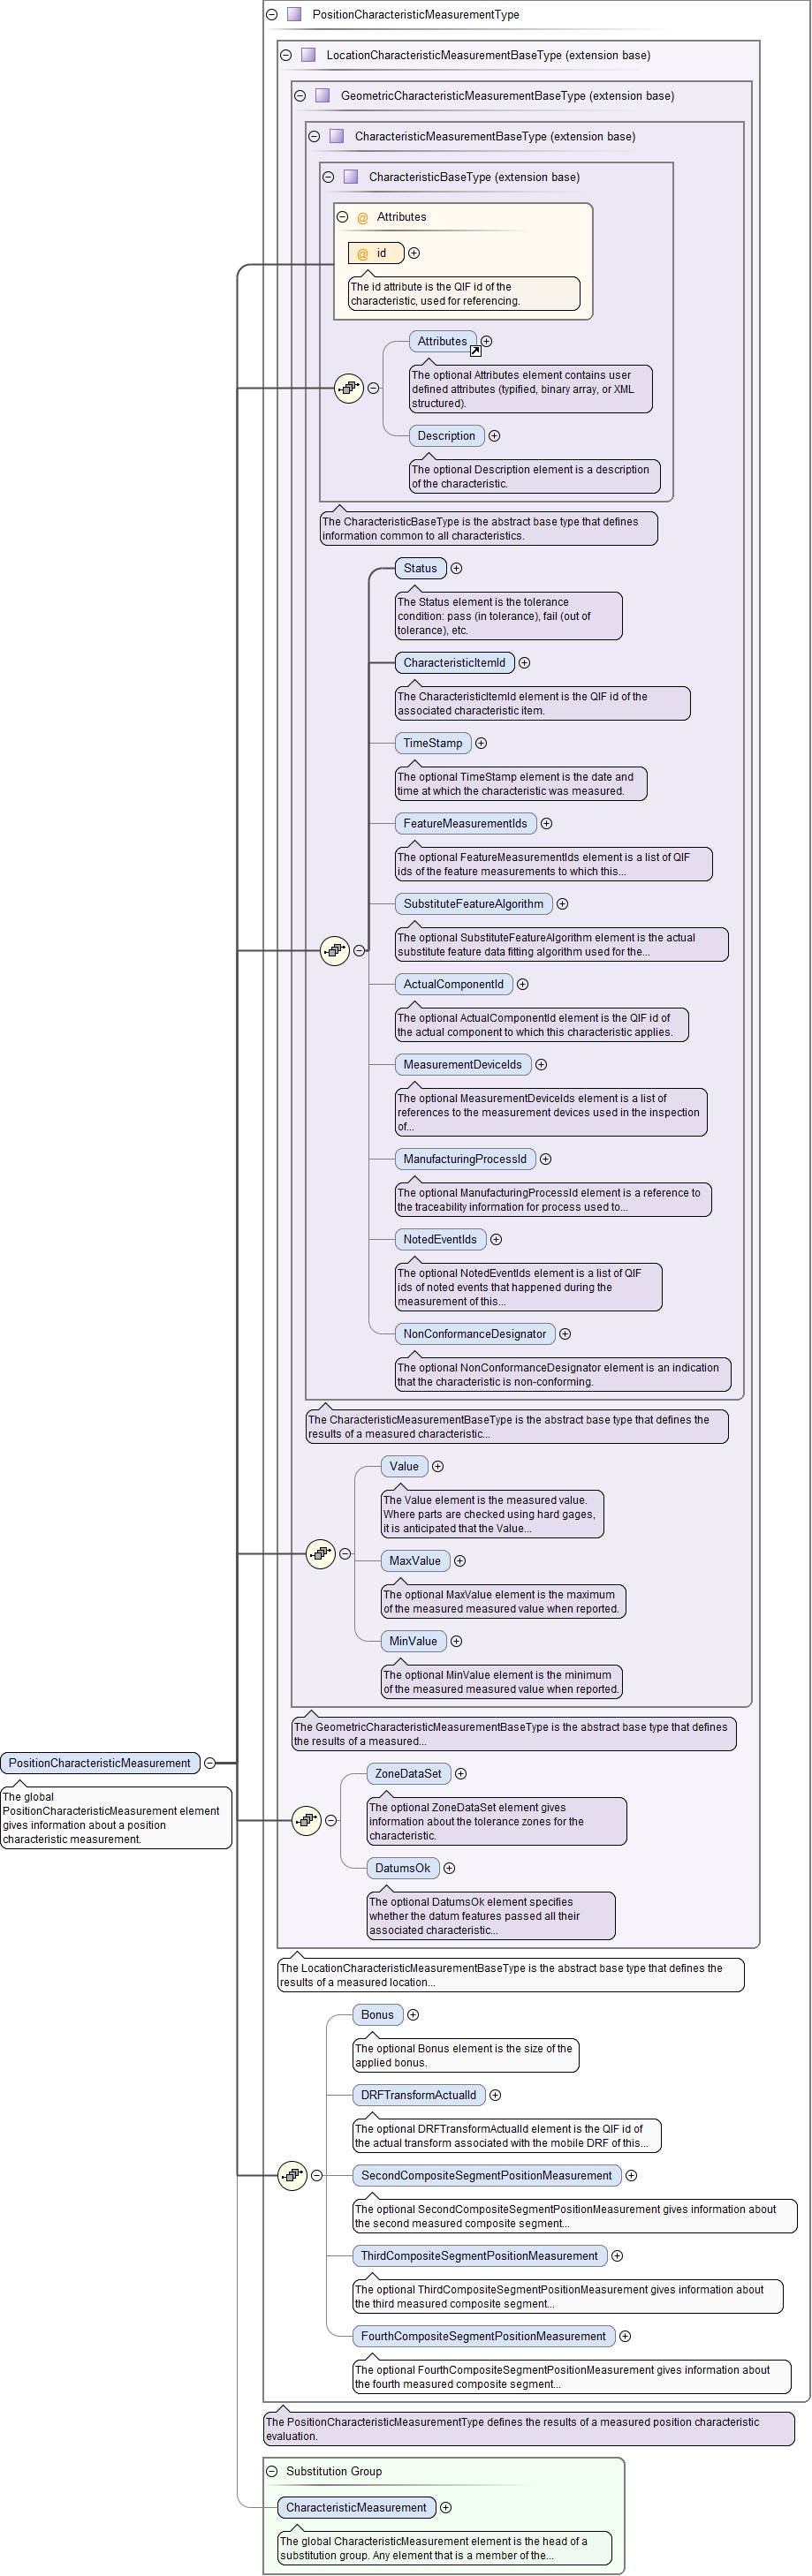 PositionCharacteristicMeasurementType
LocationCharacteristicMeasurementBaseType (extension base)
GeometricCharacteristicMeasurementBaseType (extension base)
CharacteristicMeasurementBaseType (extension base)
CharacteristicBaseType (extension base)
@ Attributes
@ id
The id attribute is the QIF id of the
characteristic, used for referencing.
Attributes
The optional Attributes element contains user
defined attributes (typified, binary array, or XML
structured).
Description
The optional Description element is a description
of the characteristic.
The CharacteristicBaseType is the abstract base type that defines
information common to all characteristics.
Status
The Status element is the tolerance
condition: pass (in tolerance), fail (out of
tolerance), etc.
CharacteristicItemId
The CharacteristicItemId element is the QIF id of the
associated characteristic item.
TimeStamp
The optional TimeStamp element is the date and
time at which the characteristic was measured.
FeatureMeasurementIds
The optional FeatureMeasurementIds element is a list of QIF
ids of the feature measurements to which this...
SubstituteFeatureAlgorithm
The optional SubstituteFeatureAlgorithm element is the actual
substitute feature data fitting algorithm used for the...
ActualComponentId
The optional ActualComponentId element is the QIF id of
the actual component to which this characteristic applies.
MeasurementDeviceIds
The optional MeasurementDeviceIds element is a list of
references to the measurement devices used in the inspection
of...
ManufacturingProcessId
The optional ManufacturingProcessId element is a reference to
the traceability information for process used to...
NotedEventIds
The optional NotedEventIds element is a list of QIF
ids of noted events that happened during the
measurement of this...
NonConformanceDesignator
The optional NonConformanceDesignator element is an indication
that the characteristic is non-conforming.
The CharacteristicMeasurementBaseType is the abstract base type that defines the
results of a measured characteristic...
Value
The Value element is the measured value.
Where parts are checked using hard gages,
it is anticipated that the Value...
MaxValue
The optional MaxValue element is the maximum
of the measured measured value when reported.
MinValue
The optional MinValue element is the minimum
of the measured measured value when reported.
The GeometricCharacteristicMeasurementBaseType is the abstract base type that defines
the results of a measured...
PositionCharacteristicMeasurement
The global
PositionCharacteristicMeasurement element
gives information about a position
characteristic measurement.
ZoneDataSet
The optional ZoneDataSet element gives
information about the tolerance zones for the
characteristic.
DatumsOk
The optional DatumsOk element specifies
whether the datum features passed all their
associated characteristic...
The LocationCharacteristicMeasurementBaseType is the abstract base type that defines the
results of a measured location...
Bonus
The optional Bonus element is the size of the
applied bonus.
DRFTransformActualId
The optional DRFTransformActualId element is the QIF id of
the actual transform associated with the mobile DRF of this...
SecondCompositeSegmentPositionMeasurement
The optional SecondCompositeSegmentPositionMeasurement gives information about
the second measured composite segment...
ThirdCompositeSegmentPositionMeasurement
The optional ThirdCompositeSegmentPositionMeasurement gives information about
the third measured composite segment...
FourthCompositeSegmentPositionMeasurement
The optional FourthCompositeSegmentPositionMeasurement gives information about
the fourth measured composite segment...
The PositionCharacteristicMeasurementType defines the results of a measured position characteristic
evaluation.
Substitution Group
CharacteristicMeasurement
The global CharacteristicMeasurement element is the head of a
substitution group. Any element that is a member of the...